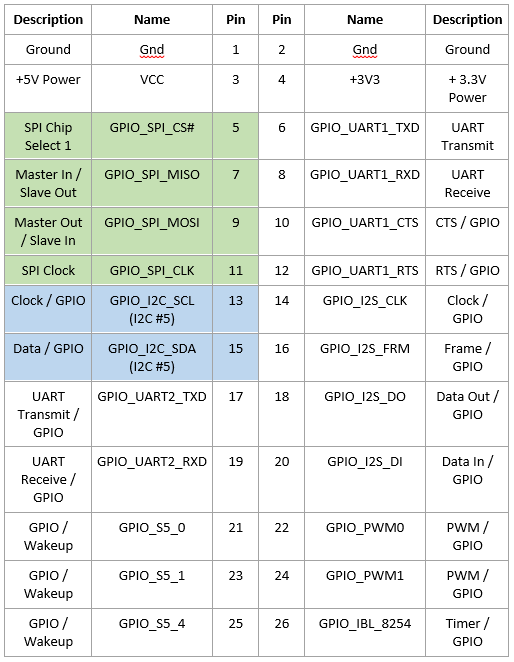 Description Name Pin Pin Name Description
Ground Gnd 1 2 Gnd Ground
+5V Power VCC 3 4 +3V3 + 3.3V
Power
SPI Chip GPIO_SPI_CS# 5 6 GPIO_UART1_TXD UART
Select 1 Transmit
Master In / GPIO_SPI_MISO 7 8 GPIO_UART1_RXD UART
Slave Out Receive
Master Out GPIO_SPI_MOSI 9 10 GPIO_UART1_CTS CTS / GPIO
/ Slave In
SPI Clock GPIO_SPI_CLK 11 12 GPIO_UART1_RTS RTS / GPIO
Clock / GPIO GPIO_I2C_SCL 13 14 GPIO_I2S_CLK Clock /
(I2C #5) GPIO
Data / GPIO GPIO_I2C_SDA 15 16 GPIO_I2S_FRM Frame /
(I2C #5) GPIO
UART GPIO_UART2_TXD 17 18 GPIO_I2S_DO Data Out /
Transmit / GPIO
GPIO
UART GPIO_UART2_RXD 19 20 GPIO_I2S_DI Data In /
Receive / GPIO
GPIO
GPIO / GPIO_S5_0 21 22 GPIO_PWM0 PWM /
Wakeup GPIO
GPIO / GPIO_S5_1 23 24 GPIO_PWM1 PWM /
Wakeup GPIO
GPIO / GPIO_S5_4 25 26 GPIO_IBL_8254 Timer /
Wakeup GPIO